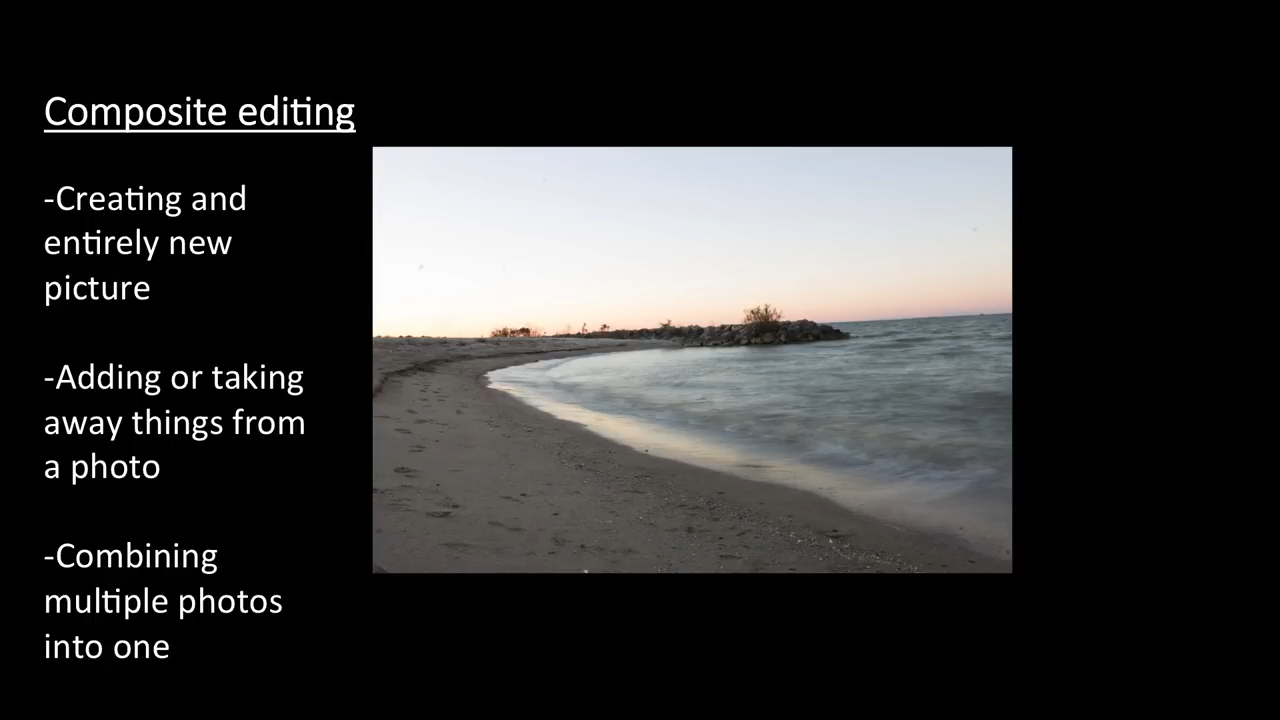 Composite editing
-Creating and
entirely new
picture
-Adding or taking
away things from
a photo
-Combining
multiple photos
into one